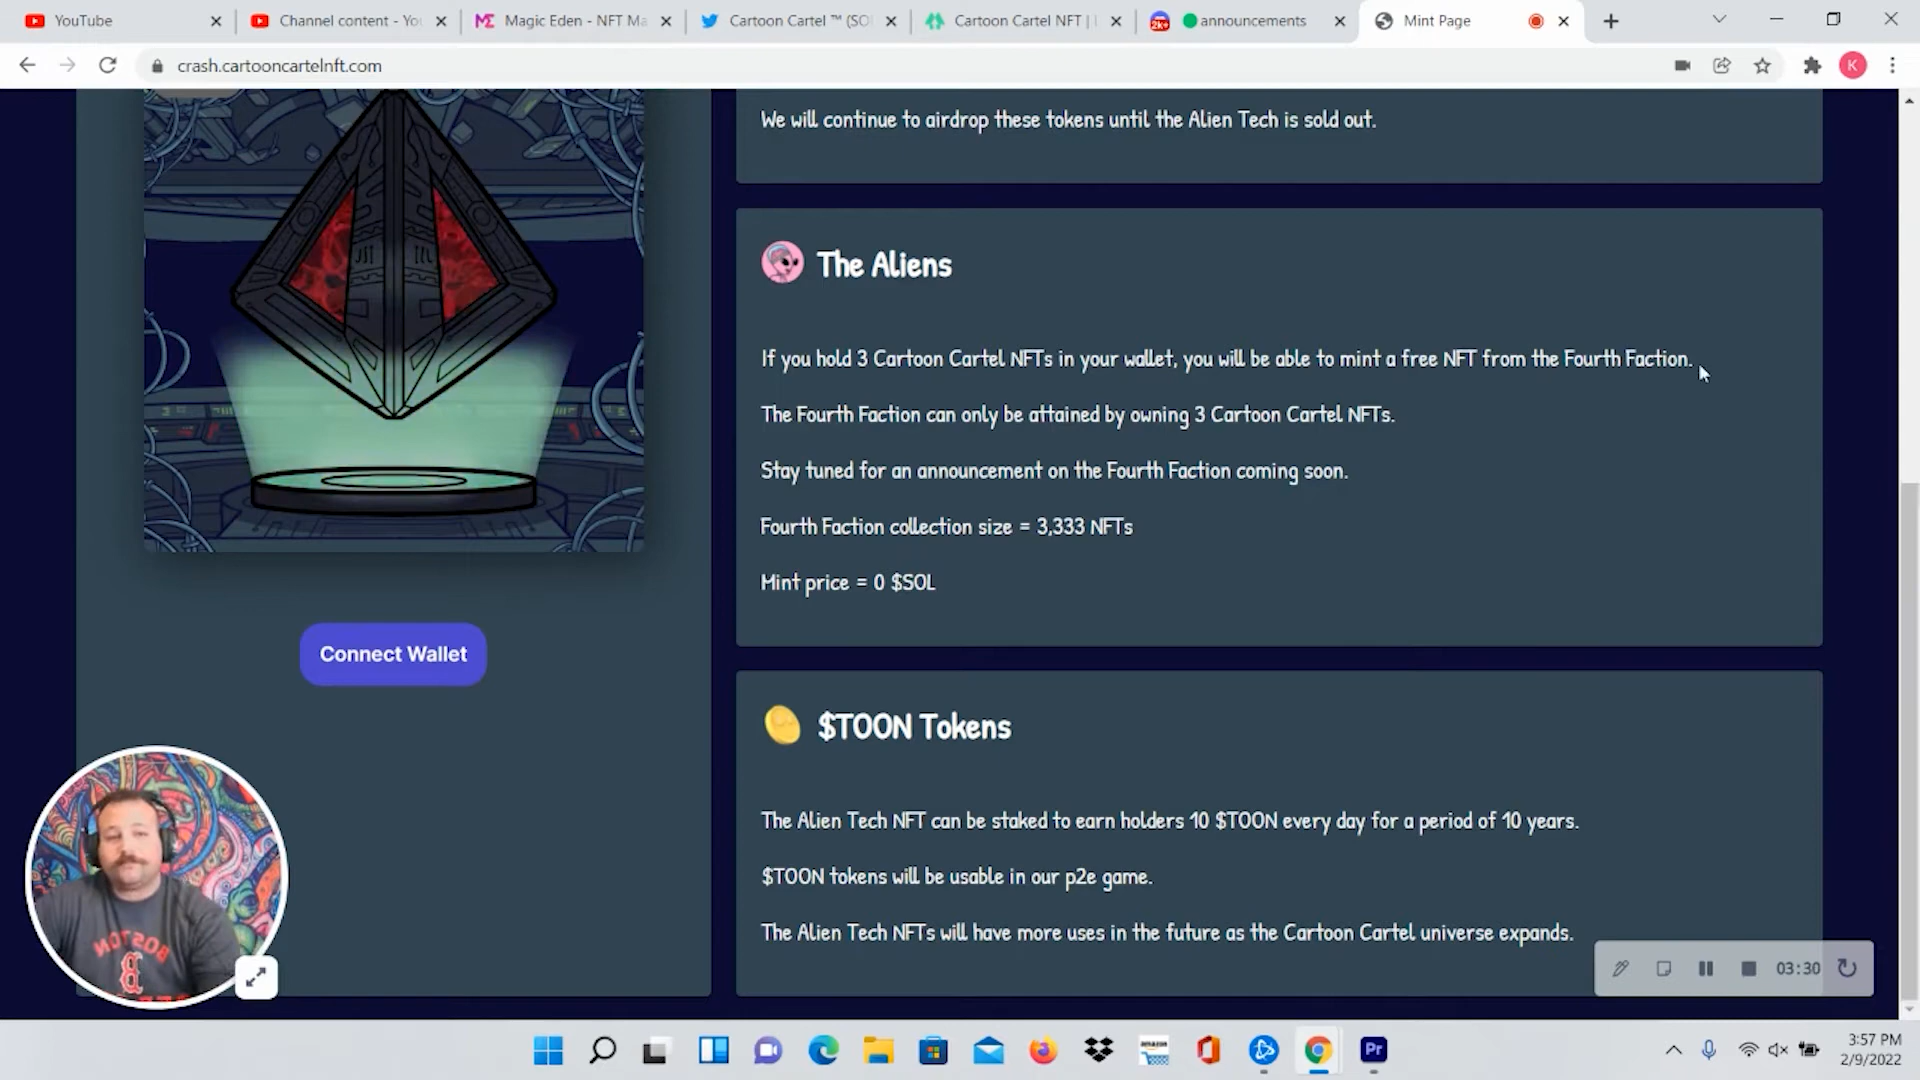 YouTube
Channel content - You
Magic Eden - NFT Ma
Cartoon Cartel ™ (SO
Cartoon Cartel NFT |
2k+
announcements
Mint Page
crash.cartooncartelnft.com
K
We will continue to airdrop these tokens until the Alien Tech is sold out.
The Aliens
If you hold 3 Cartoon Cartel NFTs in your wallet, you will be able to mint a free NFT from the Fourth Faction.
The Fourth Faction can only be attained by owning 3 Cartoon Cartel NFTs.
Stay tuned for an announcement on the Fourth Faction coming soon.
Fourth Faction collection size = 3,333 NFTs
Mint price = 0 $SOL
Connect Wallet
$TOON Tokens
The Alien Tech NFT can be staked to earn holders 10 $TOON every day for a period of 10 years.
$TOON tokens will be usable in our p2e game.
The Alien Tech NFTs will have more uses in the future as the Cartoon Cartel universe expands.
BOSTON
B
03:30
amazon
Pr
3:57 PM
2/9/2022